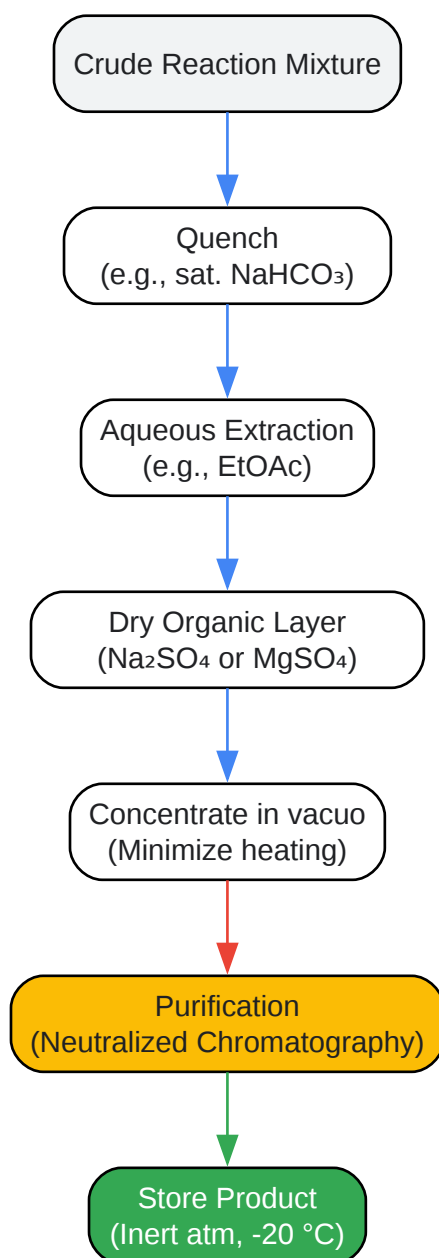 Crude Reaction Mixture
Quench
(e.g., sat. NaHCO₃)
Aqueous Extraction
(e.g., EtOAc)
Dry Organic Layer
(Na₂SO₄ or MgSO₄)
Concentrate in vacuo
(Minimize heating)
Purification
(Neutralized Chromatography)
Store Product
(Inert atm, -20 °C)